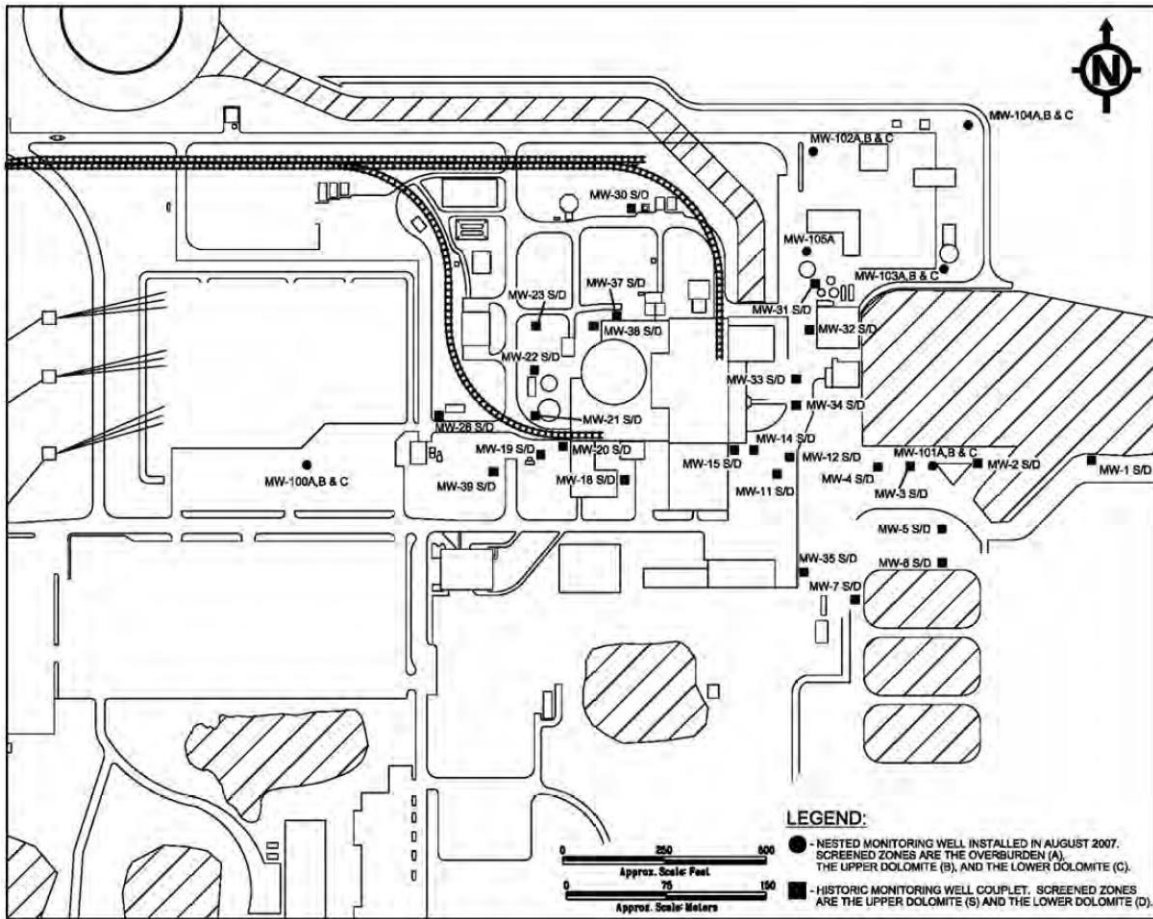 N
MW-104A,B & C
MW-102A,B & C
MW-30 S/D
MW-105A
MW-103A,B & C
MW-37 S/D
MW-23 S/D
MW-31 S/D
MW-38 S/D
MW-32 S/D
MW-22 S/D
MW-33 S/D
MW-34 S/D
MW-21 S/D
MW-28 S/D
MW-14 S/D
MW-19 S/D
MW-20 S/D
MW-15 S/D
MW-12 S/D
MW-101A,B & C
MW-2 S/D
MW-1 S/D
MW-100A,B & C
MW-39 S/D
MW-18 S/D
MW-11 S/D
MW-4 S/D
MW-3 S/D
MW-5 S/D
MW-35 S/D
MW-6 S/D
MW-7 S/D
LEGEND:
- NESTED MONITORING WELL INSTALLED IN AUGUST 2007.
SCREENED ZONES ARE THE OVERBURDEN (A),
THE UPPER DOLOMITE (B), AND THE LOWER DOLOMITE (C).
- HISTORIC MONITORING WELL COUPLET. SCREENED ZONES
ARE THE UPPER DOLOMITE (S) AND THE LOWER DOLOMITE (D).
0 250 500
Approx. Scale: Feet
0 75 150
Approx. Scale: Meters